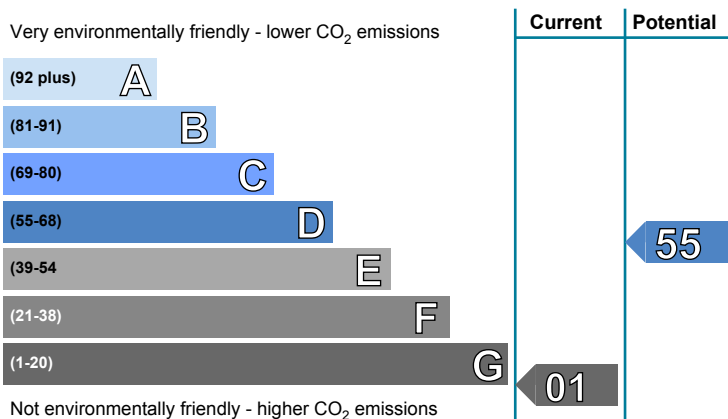 Current Potential
Very environmentally friendly - lower CO2 emissions
(92 plus) A
(81-91) B
(69-80) C
(55-68) D
55
(39-54 E
(21-38) F
(1-20) G
01
Not environmentally friendly - higher CO2 emissions